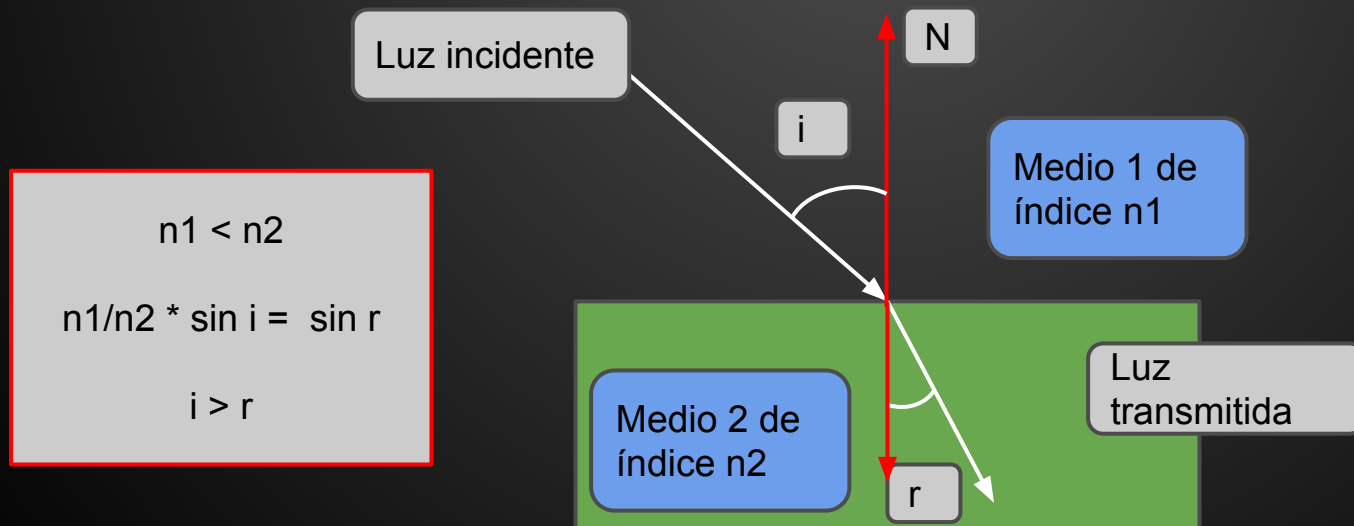 Luz incidente
N
i
Medio 1 de
índice n1
n1 < n2
n1/n2 * sin i = sin r
i > r
Luz
transmitida
Medio 2 de
índice n2
r